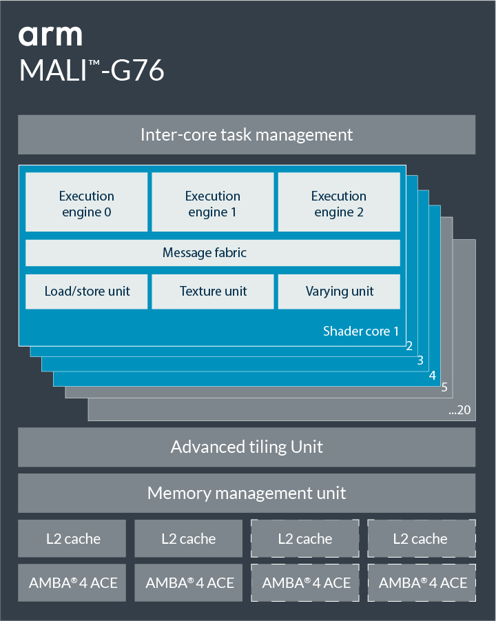 arm
MALI™-G76
Inter-core task management
Execution engine 0
Execution engine 1
Execution engine 2
Message fabric
Load/store unit
Texture unit
Varying unit
Shader core 1
2
3
4
5
...20
Advanced tiling Unit
Memory management unit
L2 cache
L2 cache
L2 cache
L2 cache
AMBA®4 ACE
AMBA®4 ACE
AMBA®4 ACE
AMBA®4 ACE